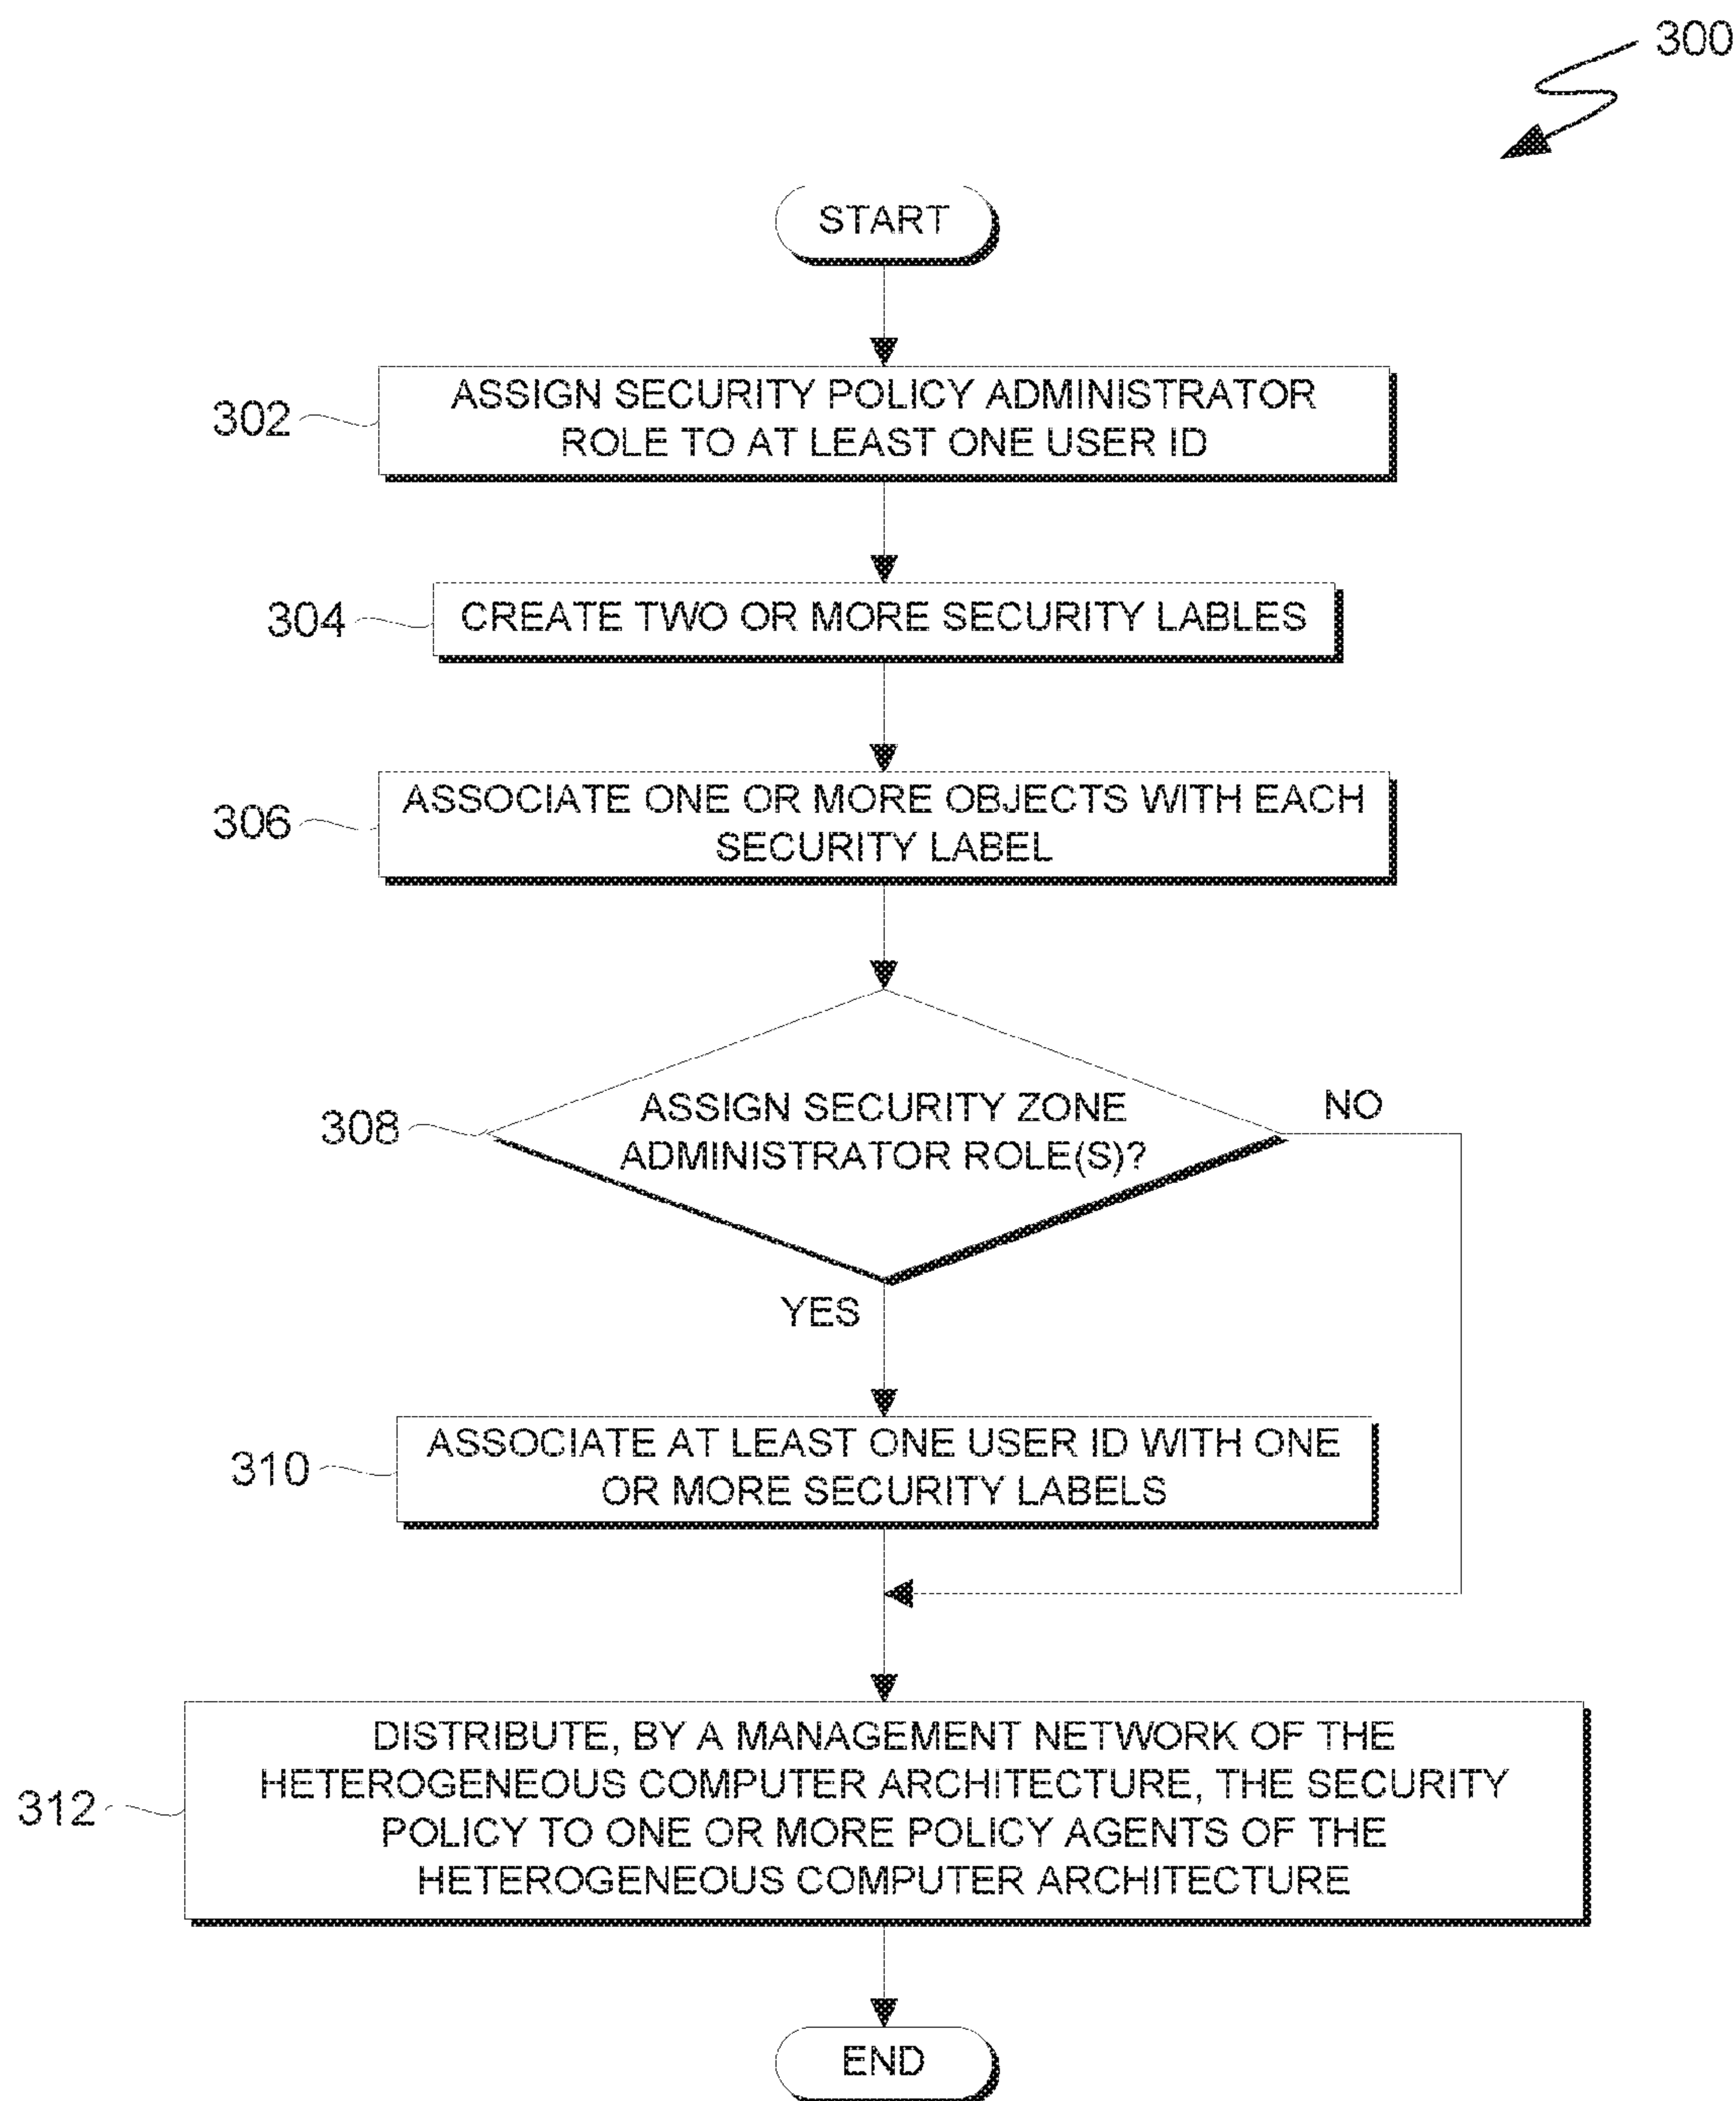 300
START
302
ASSIGN SECURITY POLICY ADMINISTRATOR
ROLE TO AT LEAST ONE USER ID
304
CREATE TWO OR MORE SECURITY LABLES
306
ASSOCIATE ONE OR MORE OBJECTS WITH EACH
SECURITY LABEL
308
ASSIGN SECURITY ZONE
ADMINISTRATOR ROLE(S)?
NO
YES
310
ASSOCIATE AT LEAST ONE USER ID WITH ONE
OR MORE SECURITY LABELS
312
DISTRIBUTE, BY A MANAGEMENT NETWORK OF THE
HETEROGENEOUS COMPUTER ARCHITECTURE, THE SECURITY
POLICY TO ONE OR MORE POLICY AGENTS OF THE
HETEROGENEOUS COMPUTER ARCHITECTURE
END